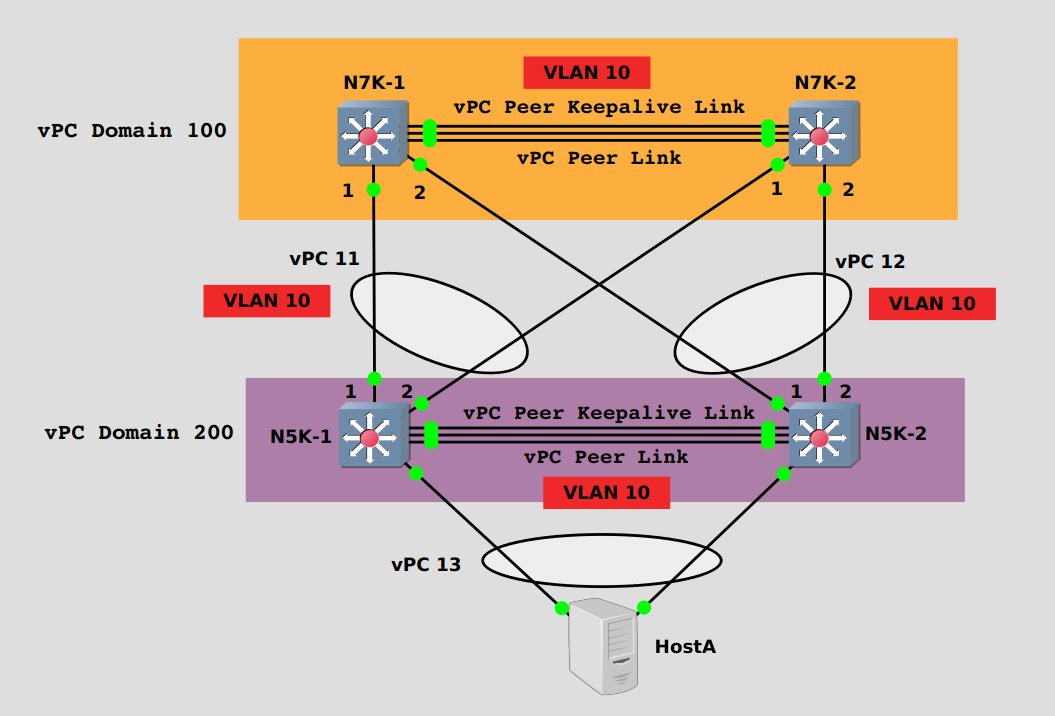 VLAN 10
N7K-1
N7K-2
vPC Peer Keepalive Link
vPC Domain 100
vPC Peer Link
1
2
1
2
vPC 11
vPC 12
VLAN 10
VLAN 10
1
2
1
2
vPC Peer Keepalive Link
vPC Domain 200
N5K-1
N5K-2
vPC Peer Link
VLAN 10
vPC 13
HostA